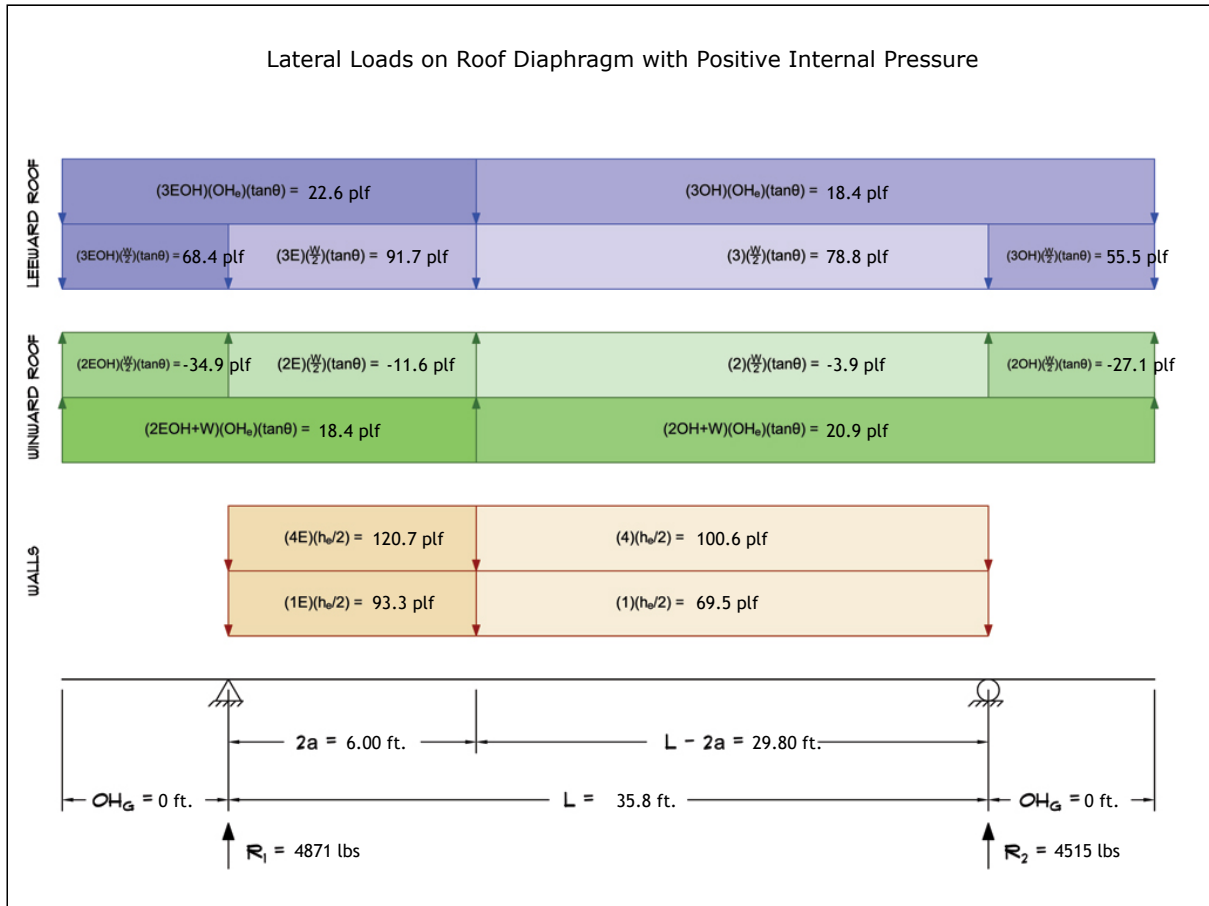 Lateral Loads on Roof Diaphragm with Positive Internal Pressure
LEEWARD ROOF
(3EOH)(OHₑ)(tanθ) = 22.6 plf
(3OH)(OHₑ)(tanθ) = 18.4 plf
(3EOH)(W/2)(tanθ) = 68.4 plf
(3E)(W/2)(tanθ) = 91.7 plf
(3)(W/2)(tanθ) = 78.8 plf
(3OH)(W/2)(tanθ) = 55.5 plf
WINWARD ROOF
(2EOH)(W/2)(tanθ) = -34.9 plf
(2E)(W/2)(tanθ) = -11.6 plf
(2)(W/2)(tanθ) = -3.9 plf
(2OH)(W/2)(tanθ) = -27.1 plf
(2EOH+W)(OHₑ)(tanθ) = 18.4 plf
(2OH+W)(OHₑ)(tanθ) = 20.9 plf
WALLS
(4E)(hₑ/2) = 120.7 plf
(4)(hₑ/2) = 100.6 plf
(1E)(hₑ/2) = 93.3 plf
(1)(hₑ/2) = 69.5 plf
2a = 6.00 ft.
L - 2a = 29.80 ft.
OH_G = 0 ft.
L = 35.8 ft.
OH_G = 0 ft.
R₁ = 4871 lbs
R₂ = 4515 lbs